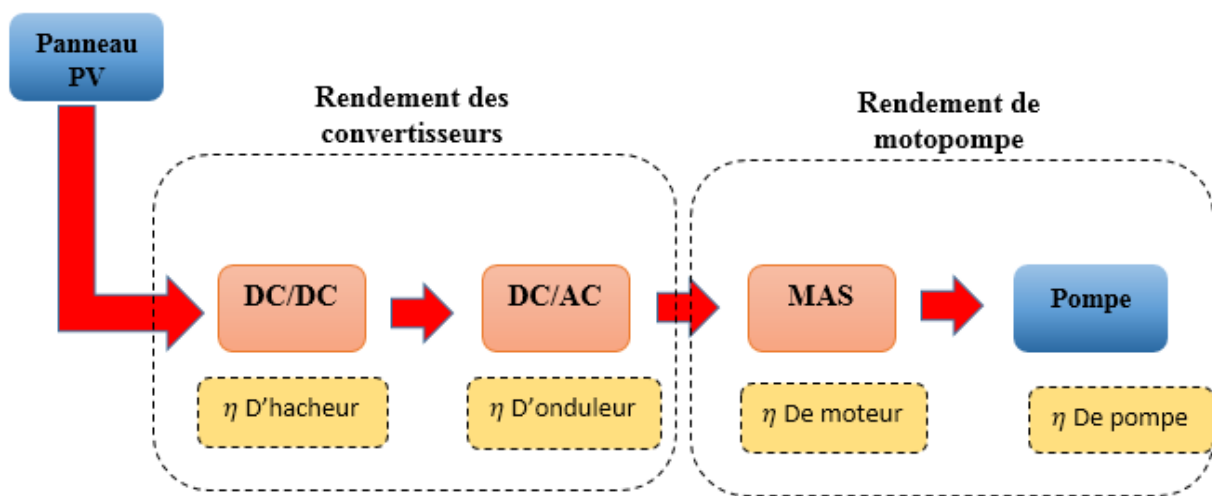 Panneau
PV
Rendement des
convertisseurs
Rendement de
motopompe
DC/DC
DC/AC
MAS
Pompe
η D’hacheur
η D’onduleur
η De moteur
η De pompe